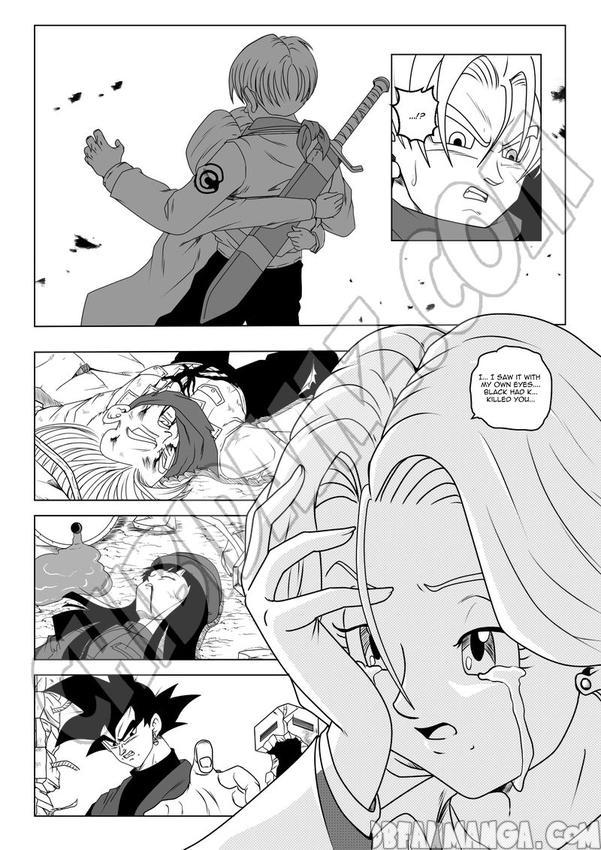 ...!?
I... I SAW IT WITH
MY OWN EYES....
BLACK HAD K...
KILLED YOU...
DBFANMANGA.COM